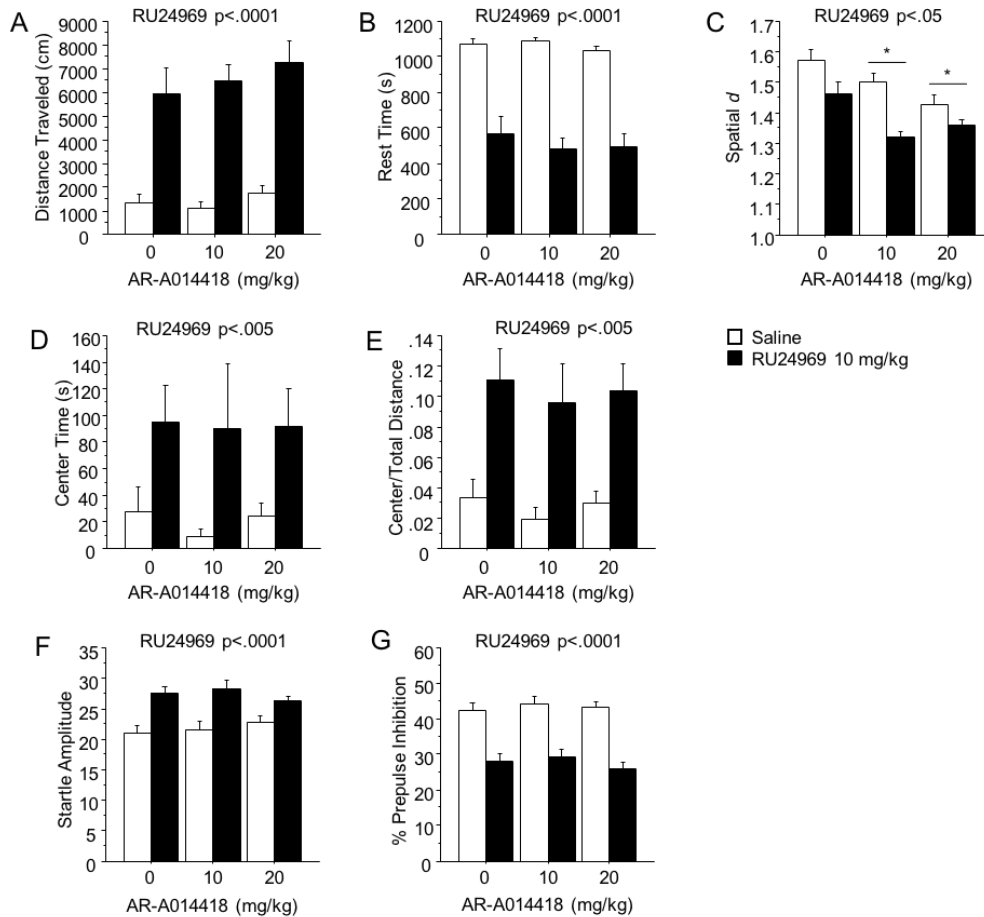 A
RU24969 p<.0001
Distance Traveled (cm)
9000
8000
7000
6000
5000
4000
3000
2000
1000
0
0 10 20
AR-A014418 (mg/kg)
B
RU24969 p<.0001
Rest Time (s)
1200
1000
800
600
400
200
0
0 10 20
AR-A014418 (mg/kg)
C
RU24969 p<.05
Spatial d
1.6
1.5
1.4
1.3
1.2
1.1
1.0
* *
0 10 20
AR-A014418 (mg/kg)
D
RU24969 p<.005
Center Time (s)
160
140
120
100
80
60
40
20
0
0 10 20
AR-A014418 (mg/kg)
E
RU24969 p<.005
Center/Total Distance
.14
.12
.10
.08
.06
.04
.02
0
0 10 20
AR-A014418 (mg/kg)
Saline
RU24969 10 mg/kg
F
RU24969 p<.0001
Startle Amplitude
35
30
25
20
15
10
5
0
0 10 20
AR-A014418 (mg/kg)
G
RU24969 p<.0001
% Prepulse Inhibition
60
50
40
30
20
10
0
0 10 20
AR-A014418 (mg/kg)